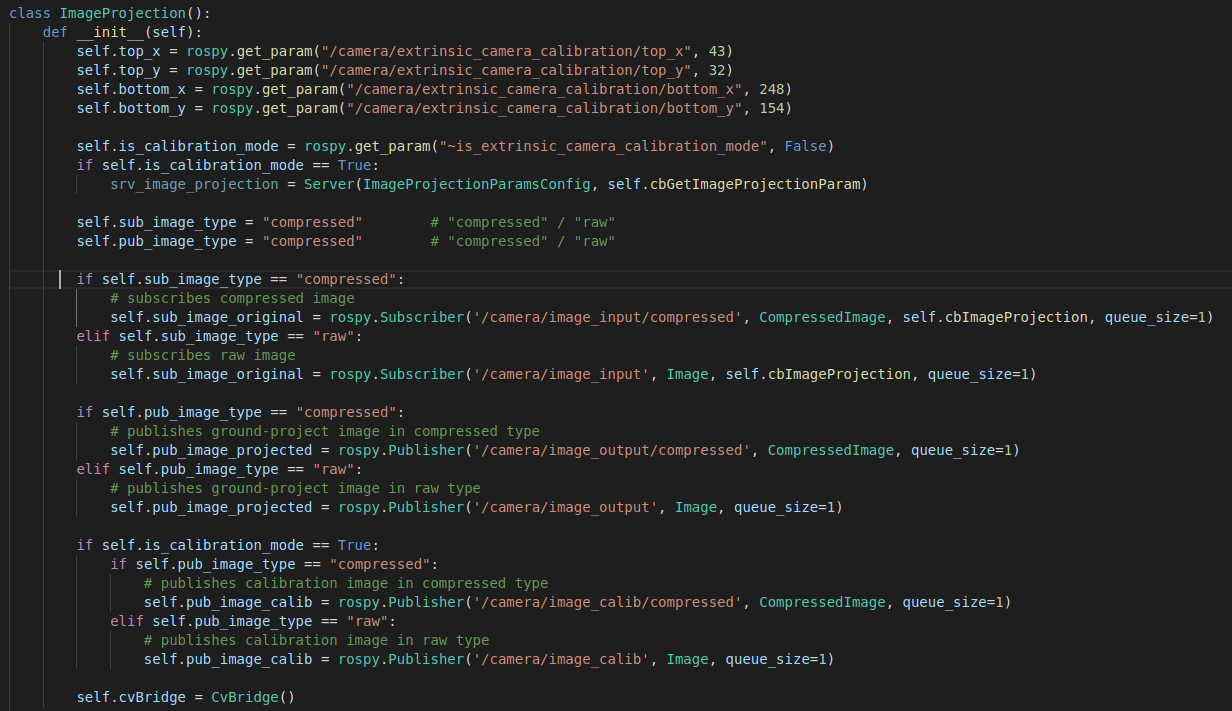 class ImageProjection():
    def __init__(self):
        self.top_x = rospy.get_param("/camera/extrinsic_camera_calibration/top_x", 43)
        self.top_y = rospy.get_param("/camera/extrinsic_camera_calibration/top_y", 32)
        self.bottom_x = rospy.get_param("/camera/extrinsic_camera_calibration/bottom_x", 248)
        self.bottom_y = rospy.get_param("/camera/extrinsic_camera_calibration/bottom_y", 154)

        self.is_calibration_mode = rospy.get_param("~is_extrinsic_camera_calibration_mode", False)
        if self.is_calibration_mode == True:
            srv_image_projection = Server(ImageProjectionParamsConfig, self.cbGetImageProjectionParam)

        self.sub_image_type = "compressed"        # "compressed" / "raw"
        self.pub_image_type = "compressed"        # "compressed" / "raw"

        if self.sub_image_type == "compressed":
            # subscribes compressed image
            self.sub_image_original = rospy.Subscriber('/camera/image_input/compressed', CompressedImage, self.cbImageProjection, queue_size=1)
        elif self.sub_image_type == "raw":
            # subscribes raw image
            self.sub_image_original = rospy.Subscriber('/camera/image_input', Image, self.cbImageProjection, queue_size=1)

        if self.pub_image_type == "compressed":
            # publishes ground-project image in compressed type
            self.pub_image_projected = rospy.Publisher('/camera/image_output/compressed', CompressedImage, queue_size=1)
        elif self.pub_image_type == "raw":
            # publishes ground-project image in raw type
            self.pub_image_projected = rospy.Publisher('/camera/image_output', Image, queue_size=1)

        if self.is_calibration_mode == True:
            if self.pub_image_type == "compressed":
                # publishes calibration image in compressed type
                self.pub_image_calib = rospy.Publisher('/camera/image_calib/compressed', CompressedImage, queue_size=1)
            elif self.pub_image_type == "raw":
                # publishes calibration image in raw type
                self.pub_image_calib = rospy.Publisher('/camera/image_calib', Image, queue_size=1)

        self.cvBridge = CvBridge()